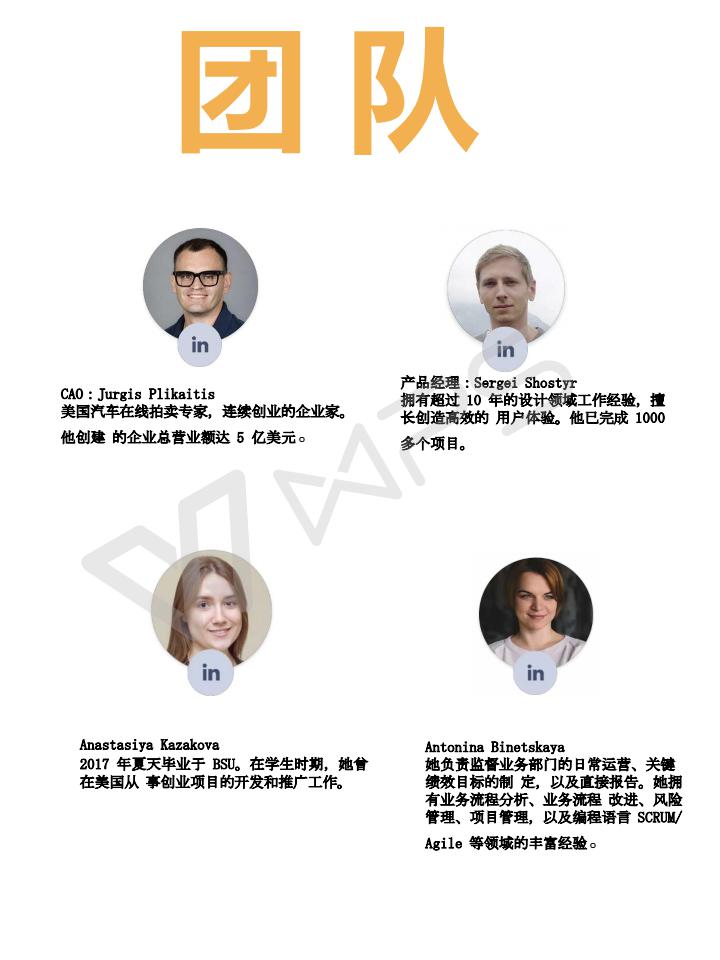 团队
in
in
CAO：Jurgis Plikaitis
美国汽车在线拍卖专家，连续创业的企业家。
他创建 的企业总营业额达 5 亿美元。
产品经理：Sergei Shostyr
拥有超过 10 年的设计领域工作经验，擅
长创造高效的 用户体验。他已完成 1000
多个项目。
WPS
in
in
Anastasiya Kazakova
2017 年夏天毕业于 BSU。在学生时期，她曾
在美国从 事创业项目的开发和推广工作。
Antonina Binetskaya
她负责监督业务部门的日常运营、关键
绩效目标的制 定，以及直接报告。她拥
有业务流程分析、业务流程 改进、风险
管理、项目管理，以及编程语言 SCRUM/
Agile 等领域的丰富经验。